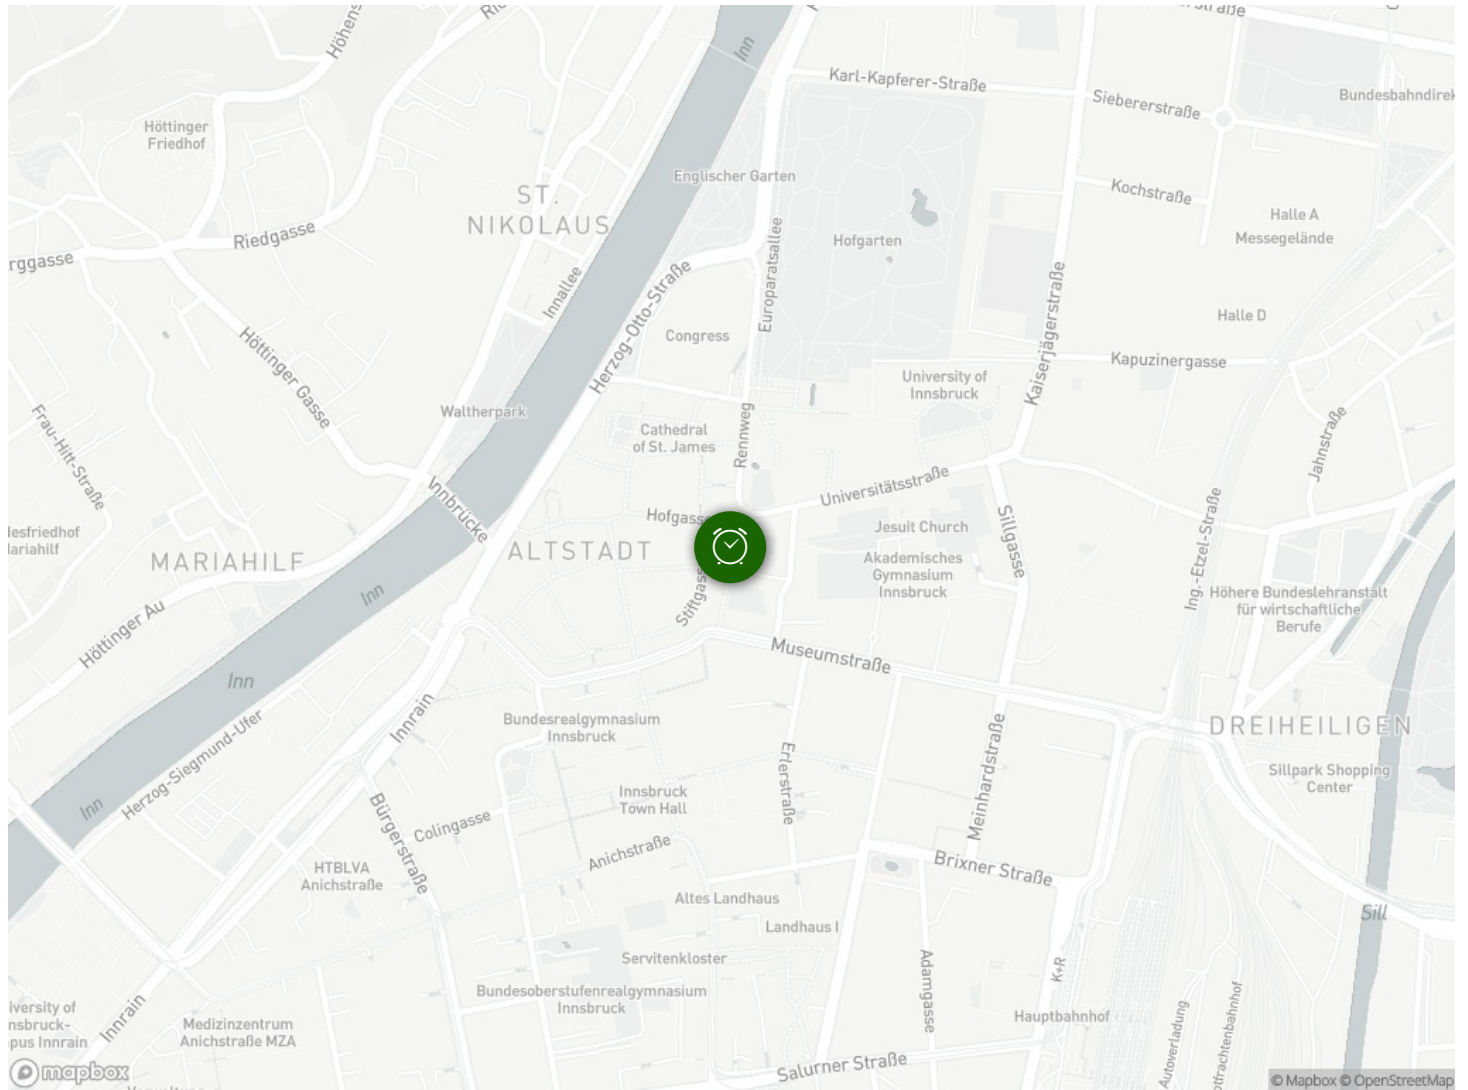 Inn
Karl-Kapferer-Straße
Siebererstraße
Höttinger
Friedhof
Englischer Garten
ST.
NIKOLAUS
Kochstraße
Halle A
Messegelände
Riedgasse
Hofgarten
Innallee
Herzog-Otto-Straße
Europaratsallee
Kaiserjägerstraße
Halle D
Höttinger Gasse
Congress
Kapuzinergasse
University of
Innsbruck
Waltherpark
Frau-Hitt-Straße
Cathedral
of St. James
Rennweg
Jahnstraße
Universitätsstraße
Innbrücke
Hofgasse
Sillgasse
Jesuit Church
MARIAHILF
ALTSTADT
Akademisches
Gymnasium
Innsbruck
Ing.-Etzel-Straße
Höhere Bundeslehranstalt
für wirtschaftliche
Berufe
Inn
Stiftgasse
Höttinger Au
Museumstraße
Inn
Innrain
Bundesrealgymnasium
Innsbruck
DREIHEILIGEN
Herzog-Siegmund-Ufer
Erlerstraße
Meinhardstraße
Sillpark Shopping
Center
Innsbruck
Town Hall
Inn
Bürgerstraße
Colingasse
Anichstraße
Brixner Straße
HTBLVA
Anichstraße
Altes Landhaus
Landhaus I
Sill
Servitenkloster
Adamgasse
K+R
Bundesoberstufenrealgymnasium
Innsbruck
Innrain
Medizinzentrum
Anichstraße MZA
Hauptbahnhof
Autoverladung
Salurner Straße
mapbox
© Mapbox © OpenStreetMap